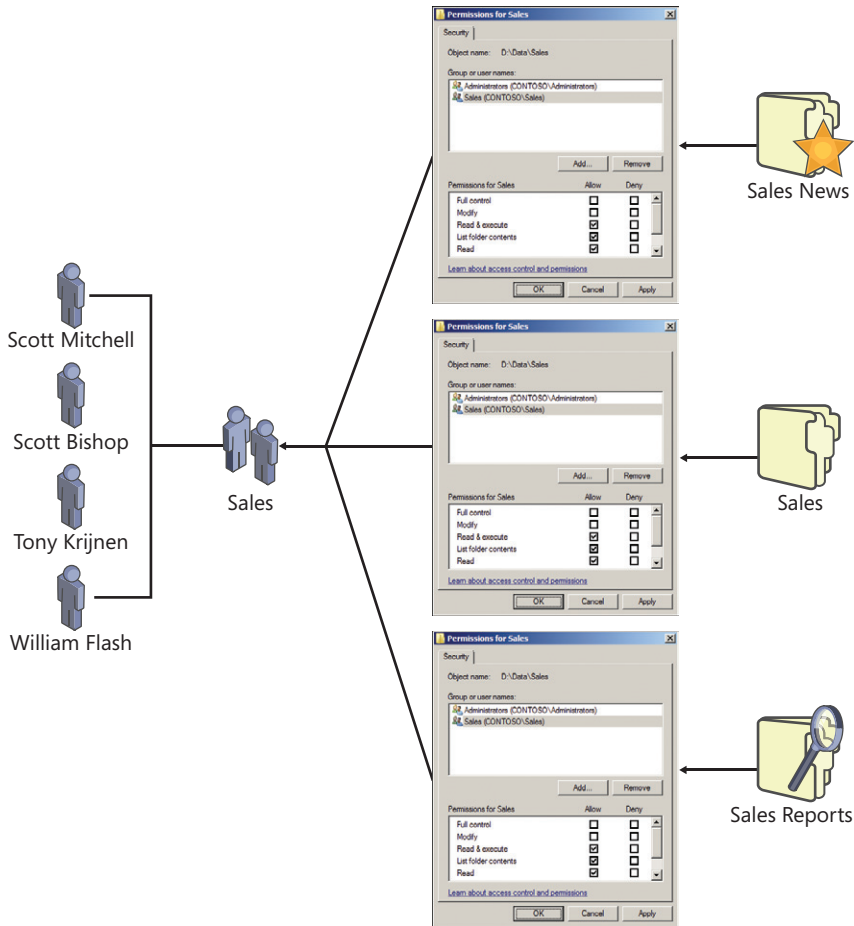 Permissions for Sales
Security
Object name: D:\Data\Sales
Group or user names:
Administrators (CONTOSO\Administrators)
Sales (CONTOSO\Sales)
Add... Remove
Permissions for Sales Allow Deny
Full control
Modify
Read & execute
List folder contents
Read
Learn about access control and permissions
OK Cancel Apply
Sales News
Scott Mitchell
Scott Bishop
Tony Krijnen
William Flash
Sales
Permissions for Sales
Security
Object name: D:\Data\Sales
Group or user names:
Administrators (CONTOSO\Administrators)
Sales (CONTOSO\Sales)
Add... Remove
Permissions for Sales Allow Deny
Full control
Modify
Read & execute
List folder contents
Read
Learn about access control and permissions
OK Cancel Apply
Sales
Permissions for Sales
Security
Object name: D:\Data\Sales
Group or user names:
Administrators (CONTOSO\Administrators)
Sales (CONTOSO\Sales)
Add... Remove
Permissions for Sales Allow Deny
Full control
Modify
Read & execute
List folder contents
Read
Learn about access control and permissions
OK Cancel Apply
Sales Reports